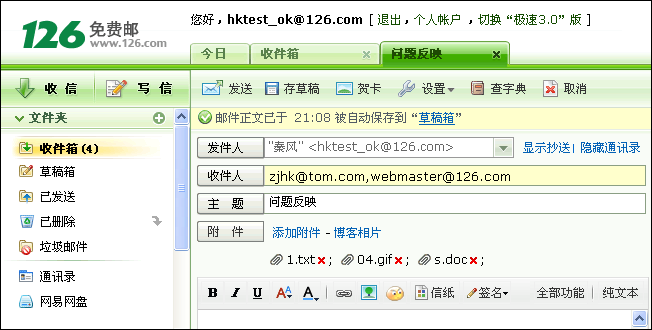 126 免费邮
www.126.com
您好，hktest_ok@126.com [ 退出，个人帐户，切换“极速3.0”版 ]
今日 收件箱 问题反映
收信 写信
发送 存草稿 贺卡 设置 查字典 取消
文件夹
邮件正文已于 21:08 被自动保存到 “草稿箱”
收件箱 (4)
草稿箱
已发送
已删除
垃圾邮件
通讯录
网易网盘
发件人 "秦风" <hktest_ok@126.com> 显示抄送 | 隐藏通讯录
收件人 zjhk@tom.com,webmaster@126.com
主 题 问题反映
附 件 添加附件 - 博客相片
1.txt ; 04.gif ; s.doc ;
B I U A A 信纸 签名 全部功能 | 纯文本